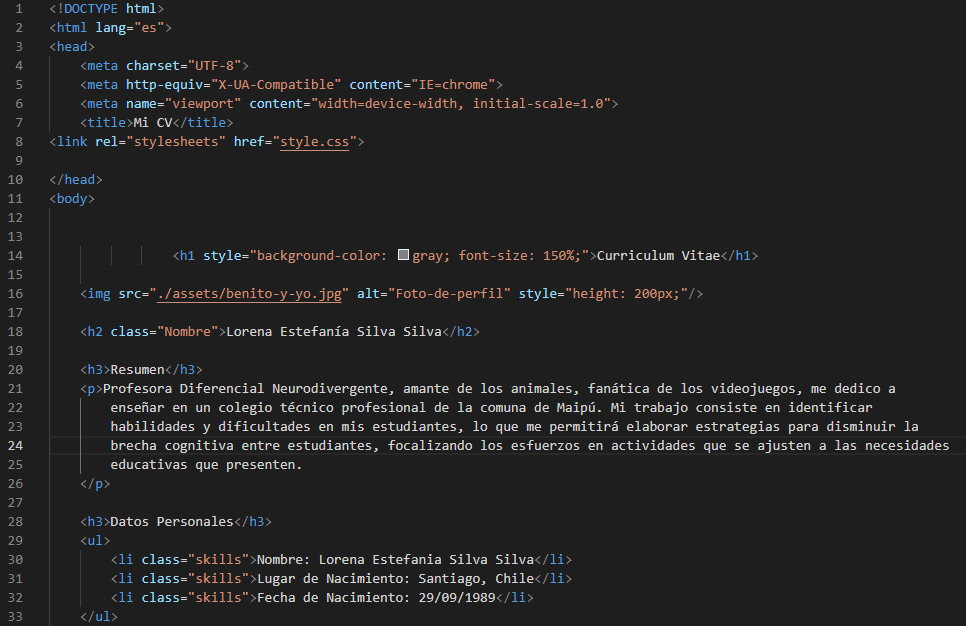 1 <!DOCTYPE html>
2 <html lang="es">
3 <head>
4 <meta charset="UTF-8">
5 <meta http-equiv="X-UA-Compatible" content="IE=chrome">
6 <meta name="viewport" content="width=device-width, initial-scale=1.0">
7 <title>Mi CV</title>
8 <link rel="stylesheets" href="style.css">
9
10 </head>
11 <body>
12
13
14 <h1 style="background-color: gray; font-size: 150%;">Curriculum Vitae</h1>
15
16 <img src="./assets/benito-y-yo.jpg" alt="Foto-de-perfil" style="height: 200px;"/>
17
18 <h2 class="Nombre">Lorena Estefanía Silva Silva</h2>
19
20 <h3>Resumen</h3>
21 <p>Profesora Diferencial Neurodivergente, amante de los animales, fanática de los videojuegos, me dedico a
22 enseñar en un colegio técnico profesional de la comuna de Maipú. Mi trabajo consiste en identificar
23 habilidades y dificultades en mis estudiantes, lo que me permitirá elaborar estrategias para disminuir la
24 brecha cognitiva entre estudiantes, focalizando los esfuerzos en actividades que se ajusten a las necesidades
25 educativas que presenten.
26 </p>
27
28 <h3>Datos Personales</h3>
29 <ul>
30 <li class="skills">Nombre: Lorena Estefania Silva Silva</li>
31 <li class="skills">Lugar de Nacimiento: Santiago, Chile</li>
32 <li class="skills">Fecha de Nacimiento: 29/09/1989</li>
33 </ul>